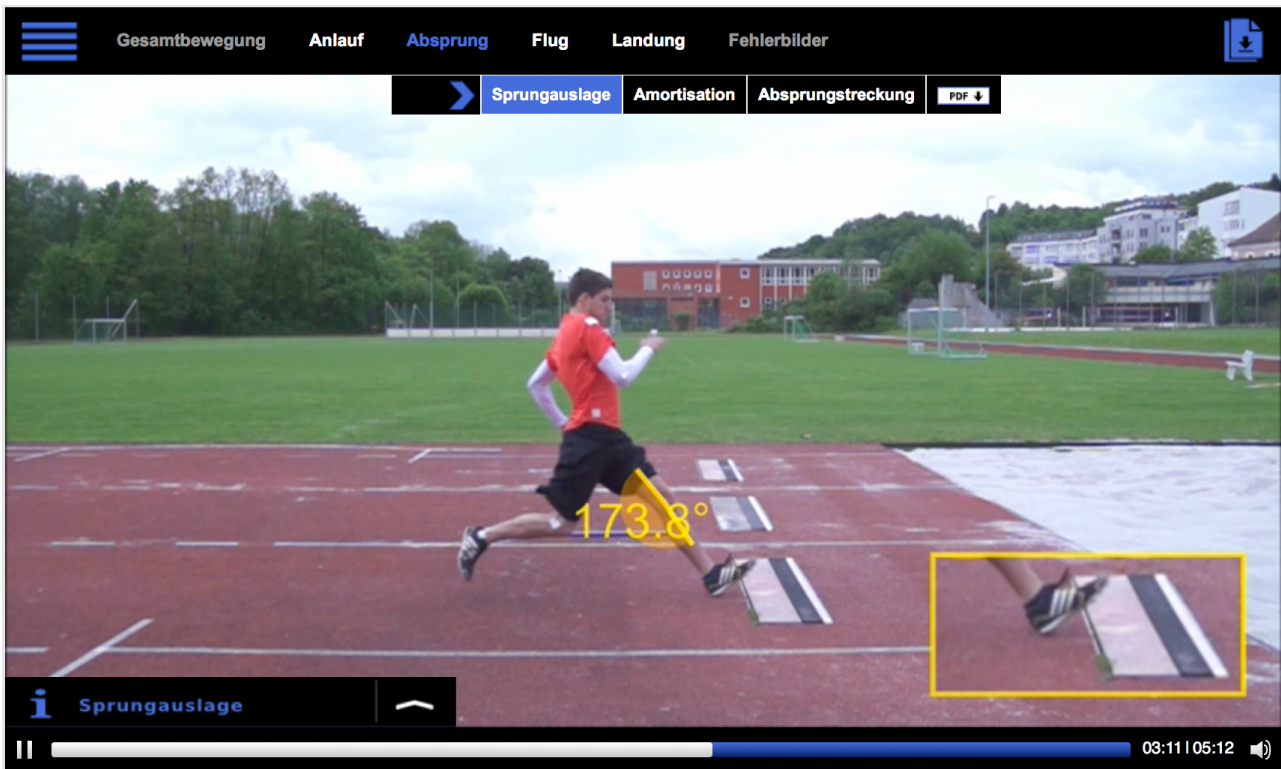 Gesamtbewegung Anlauf Absprung Flug Landung Fehlerbilder
Sprungauslage Amortisation Absprungstreckung PDF
173.8°
Sprungauslage
03:11 | 05:12